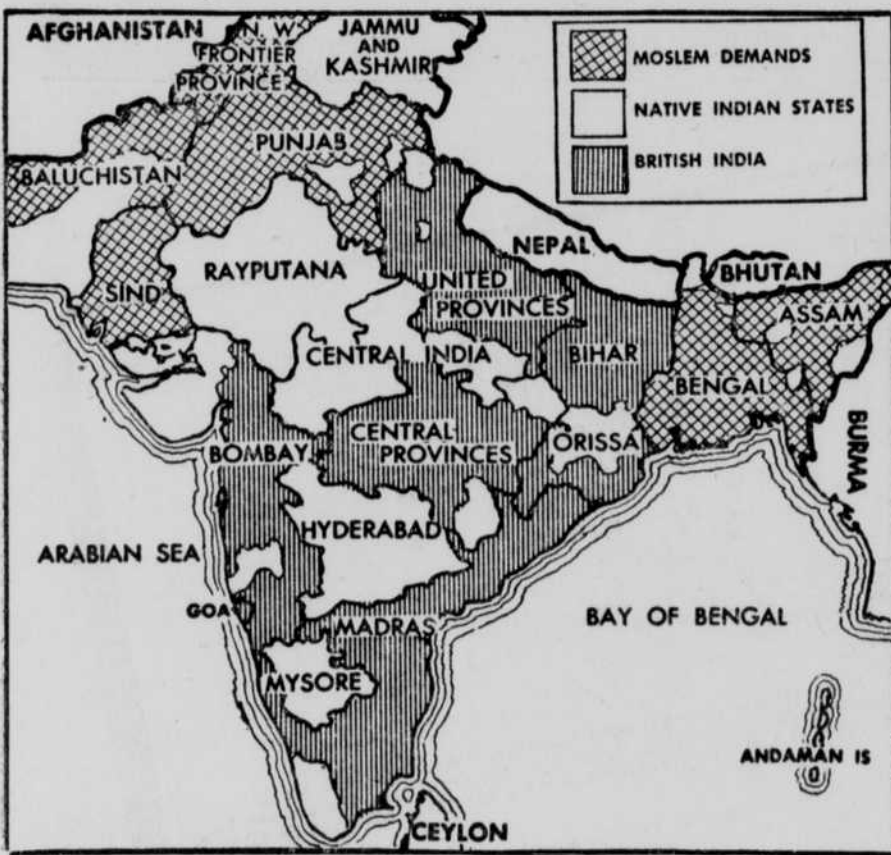 AFGHANISTAN
N. W.
FRONTIER
PROVINCE
JAMMU
AND
KASHMIR
MOSLEM DEMANDS
NATIVE INDIAN STATES
BRITISH INDIA
PUNJAB
BALUCHISTAN
NEPAL
BHUTAN
RAYPUTANA
SIND
UNITED
PROVINCES
ASSAM
CENTRAL INDIA
BIHAR
BENGAL
BURMA
BOMBAY
CENTRAL
PROVINCES
ORISSA
HYDERABAD
ARABIAN SEA
GOA
MADRAS
BAY OF BENGAL
MYSORE
ANDAMAN IS
CEYLON